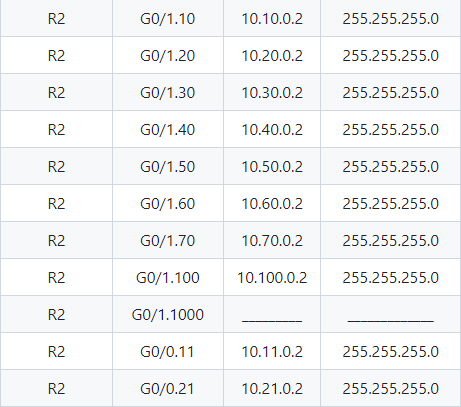 R2 G0/1.10 10.10.0.2 255.255.255.0
R2 G0/1.20 10.20.0.2 255.255.255.0
R2 G0/1.30 10.30.0.2 255.255.255.0
R2 G0/1.40 10.40.0.2 255.255.255.0
R2 G0/1.50 10.50.0.2 255.255.255.0
R2 G0/1.60 10.60.0.2 255.255.255.0
R2 G0/1.70 10.70.0.2 255.255.255.0
R2 G0/1.100 10.100.0.2 255.255.255.0
R2 G0/1.1000 _________ _____________
R2 G0/0.11 10.11.0.2 255.255.255.0
R2 G0/0.21 10.21.0.2 255.255.255.0